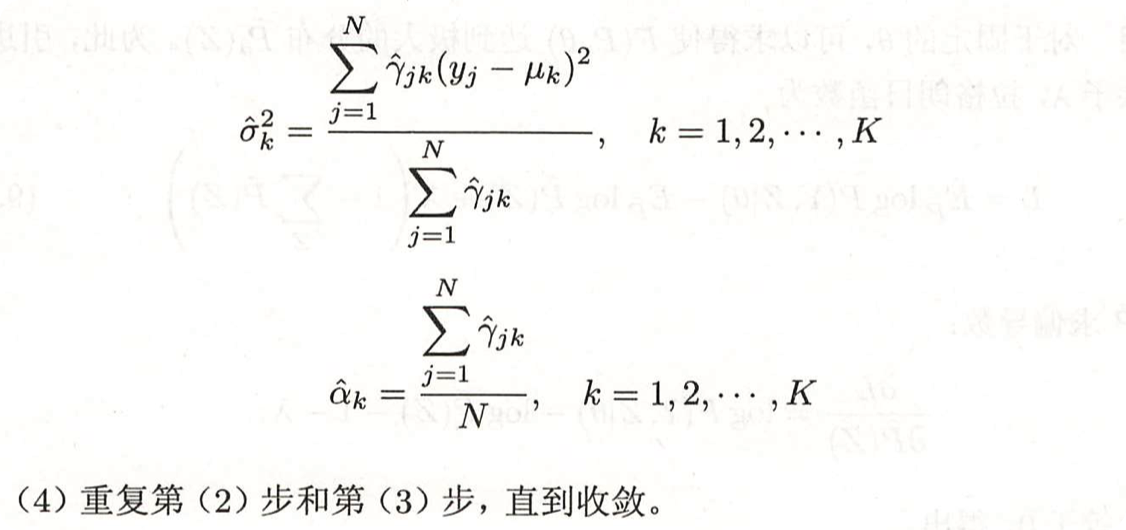 $$\hat{\sigma}_k^2 = \frac{\sum_{j=1}^{N} \hat{\gamma}_{jk}(y_j - \mu_k)^2}{\sum_{j=1}^{N} \hat{\gamma}_{jk}}, \quad k = 1, 2, \cdots, K$$
$$\hat{\alpha}_k = \frac{\sum_{j=1}^{N} \hat{\gamma}_{jk}}{N}, \quad k = 1, 2, \cdots, K$$
（4）重复第（2）步和第（3）步，直到收敛。